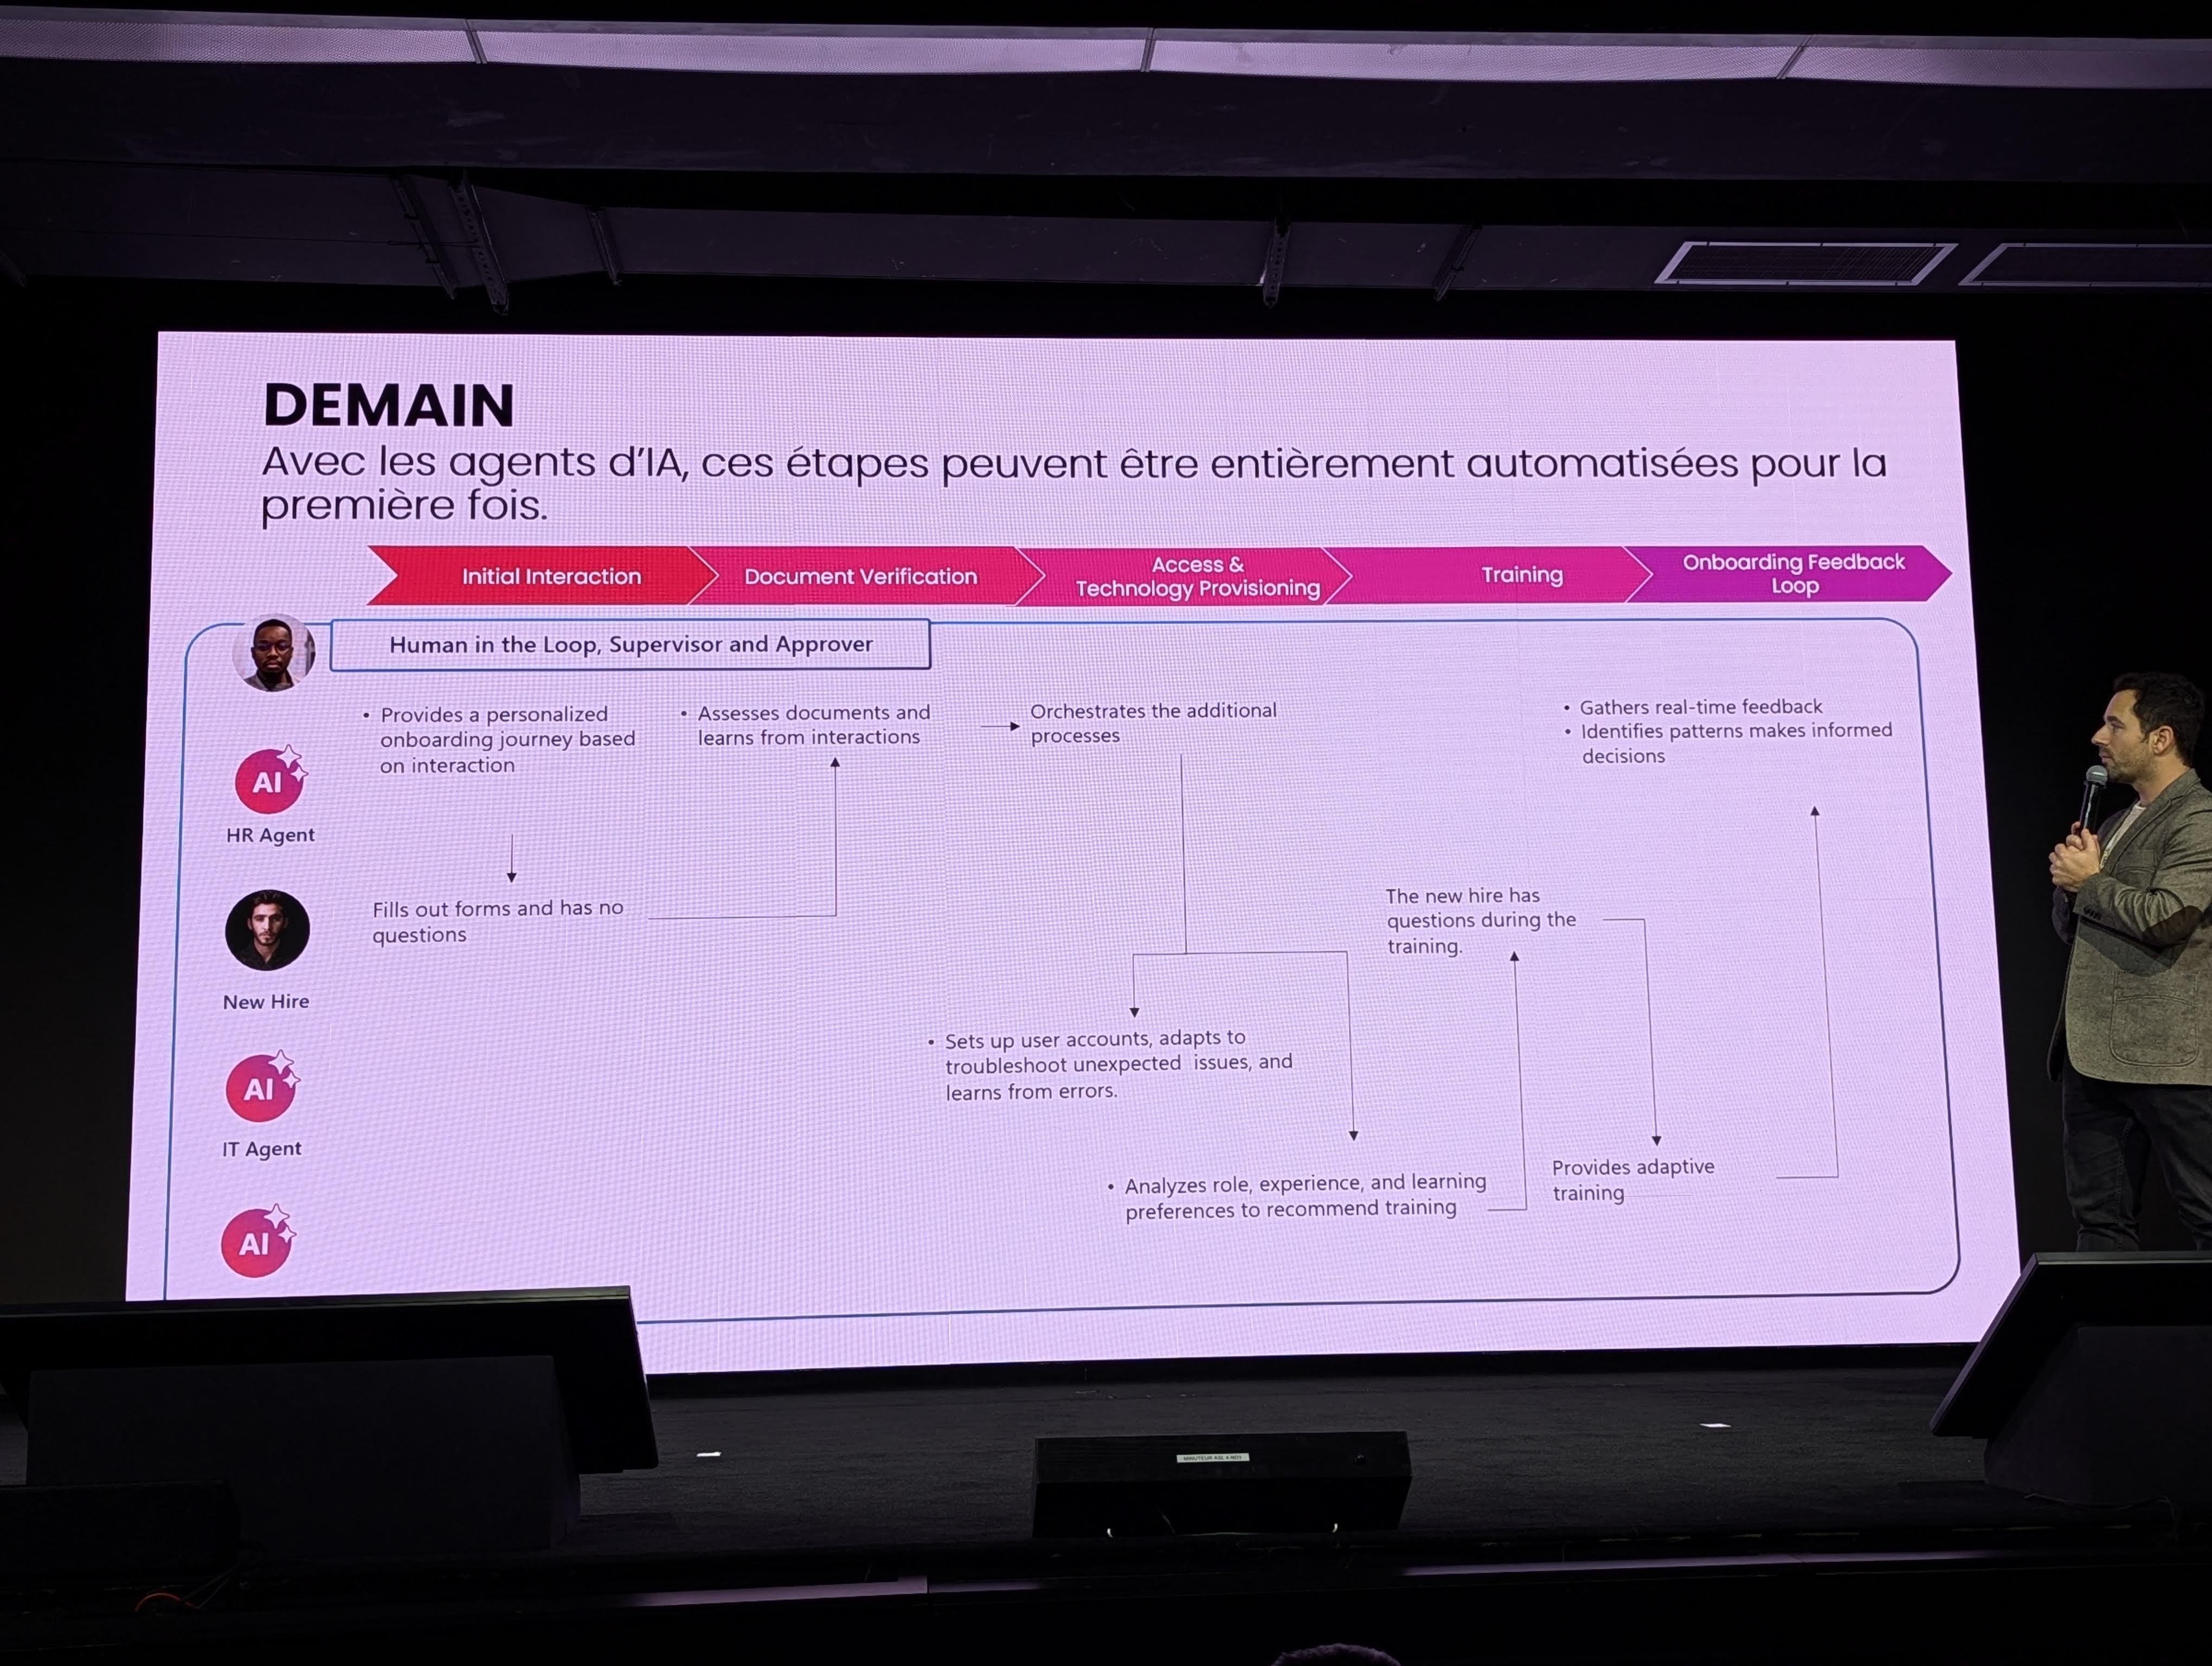 DEMAIN
Avec les agents d'IA, ces étapes peuvent être entièrement automatisées pour la
première fois.
Initial Interaction
Document Verification
Access &
Technology Provisioning
Training
Onboarding Feedback
Loop
Human in the Loop, Supervisor and Approver
• Provides a personalized
onboarding journey based
on interaction
• Assesses documents and
learns from interactions
Orchestrates the additional
processes
• Gathers real-time feedback
• Identifies patterns makes informed
decisions
AI
HR Agent
Fills out forms and has no
questions
The new hire has
questions during the
training.
New Hire
• Sets up user accounts, adapts to
troubleshoot unexpected issues, and
learns from errors.
AI
IT Agent
• Analyzes role, experience, and learning
preferences to recommend training
Provides adaptive
training
AI